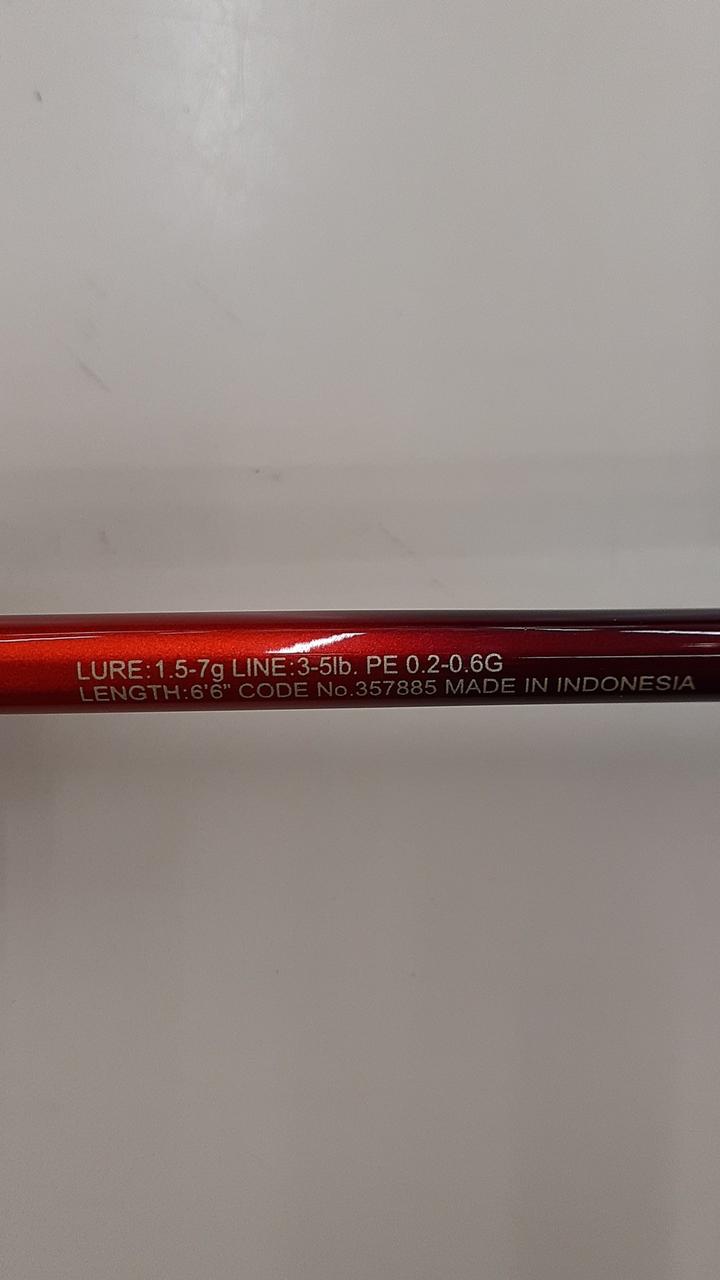 LURE:1.5-7g LINE:3-5lb. PE 0.2-0.6G
LENGTH:6'6" CODE No.357885 MADE IN INDONESIA